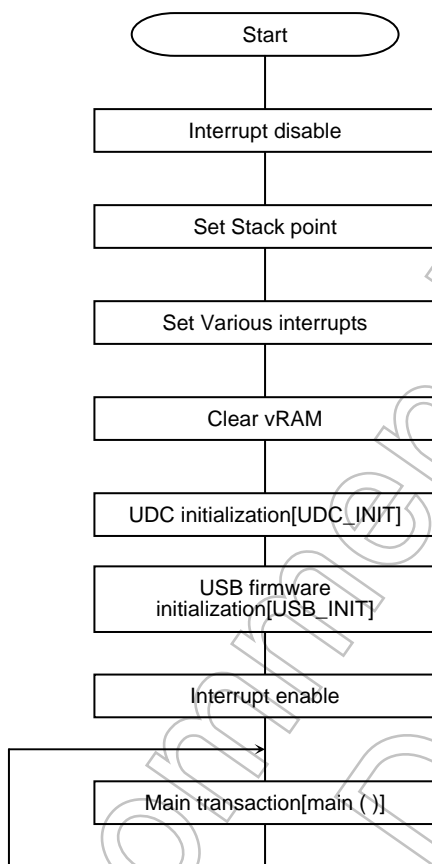 Start
Interrupt disable
Set Stack point
Set Various interrupts
Clear vRAM
UDC initialization[UDC_INIT]
USB firmware
initialization[USB_INIT]
Interrupt enable
Main transaction[main ( )]